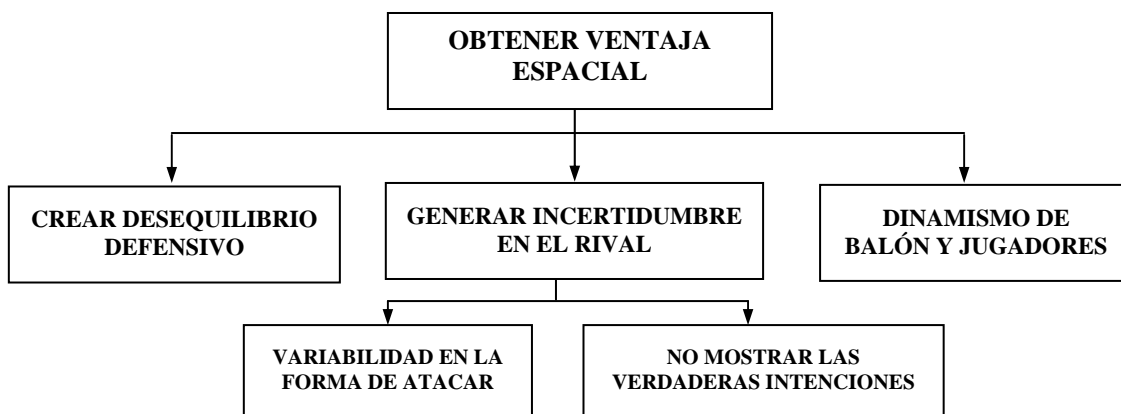 OBTENER VENTAJA
ESPACIAL
CREAR DESEQUILIBRIO
DEFENSIVO
GENERAR INCERTIDUMBRE
EN EL RIVAL
DINAMISMO DE
BALÓN Y JUGADORES
VARIABILIDAD EN LA
FORMA DE ATACAR
NO MOSTRAR LAS
VERDADERAS INTENCIONES